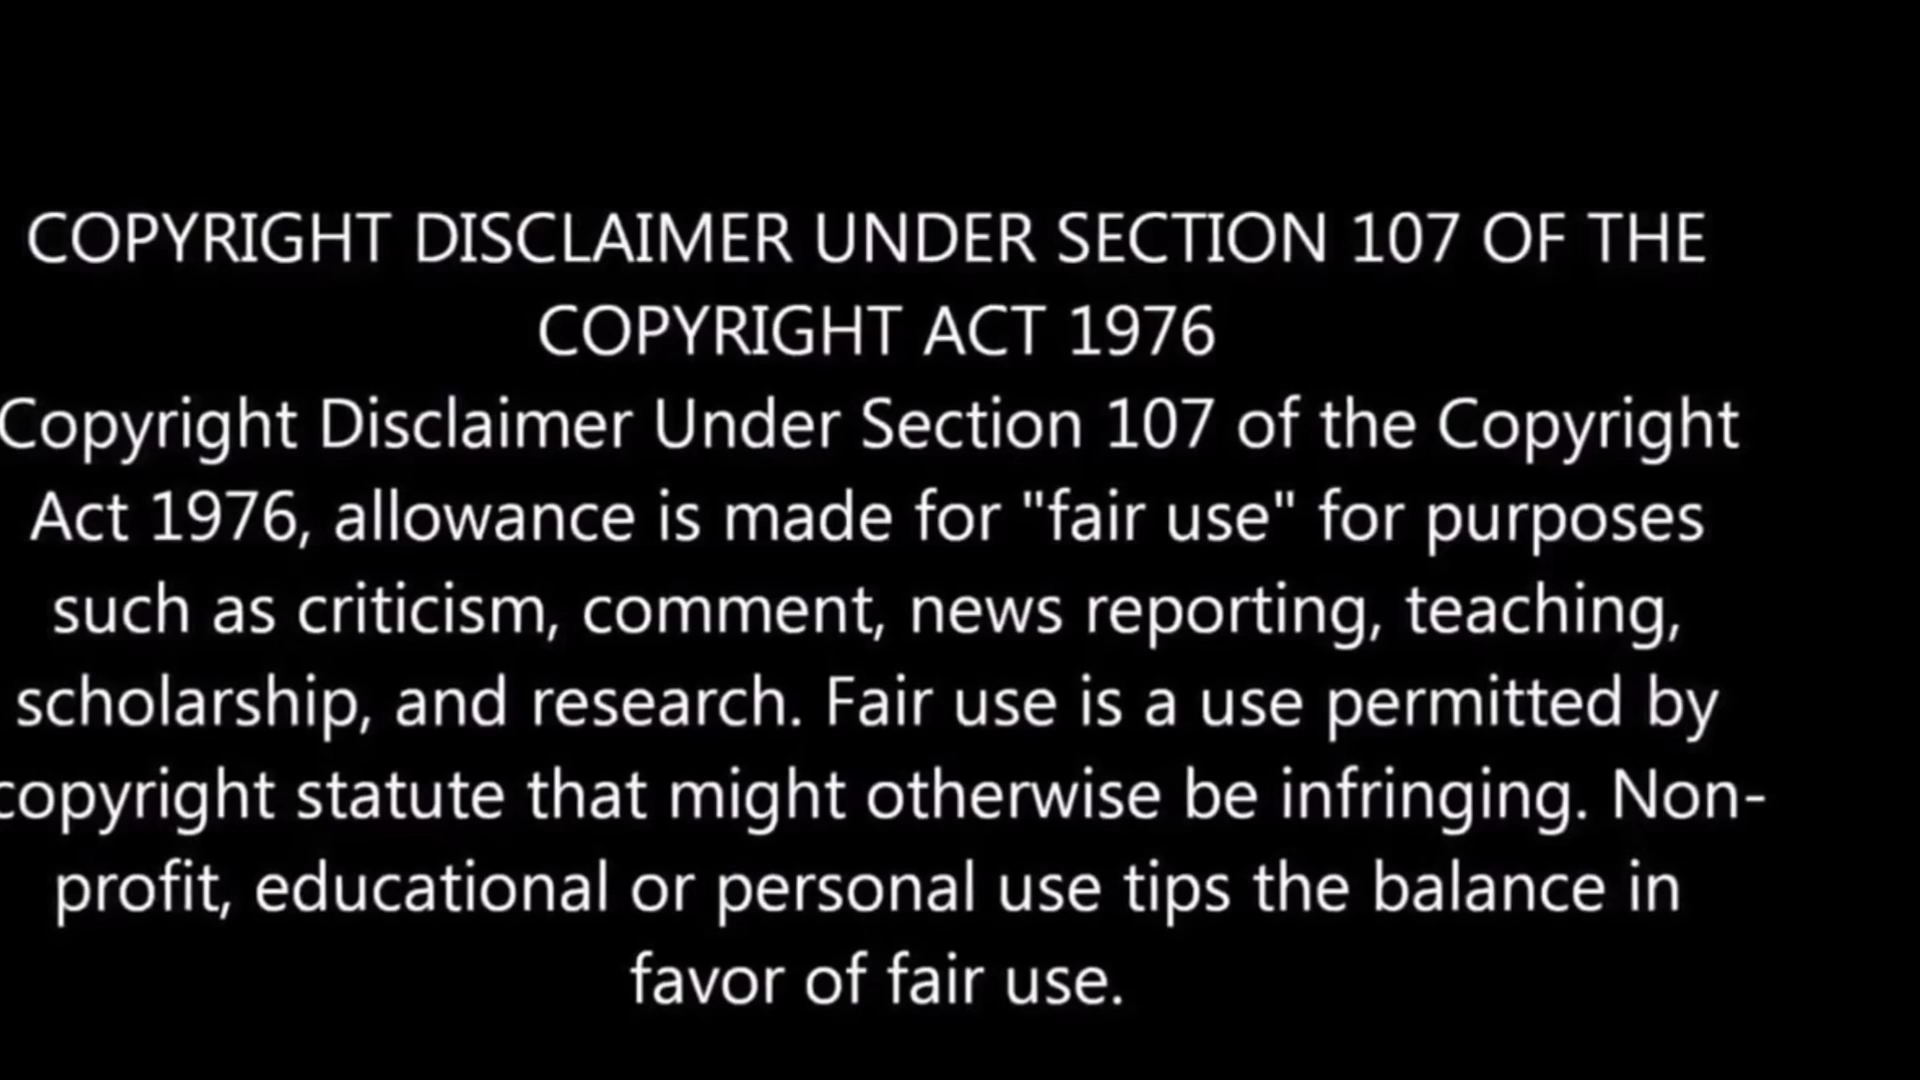 COPYRIGHT DISCLAIMER UNDER SECTION 107 OF THE
COPYRIGHT ACT 1976
Copyright Disclaimer Under Section 107 of the Copyright
Act 1976, allowance is made for "fair use" for purposes
such as criticism, comment, news reporting, teaching,
scholarship, and research. Fair use is a use permitted by
copyright statute that might otherwise be infringing. Non-
profit, educational or personal use tips the balance in
favor of fair use.